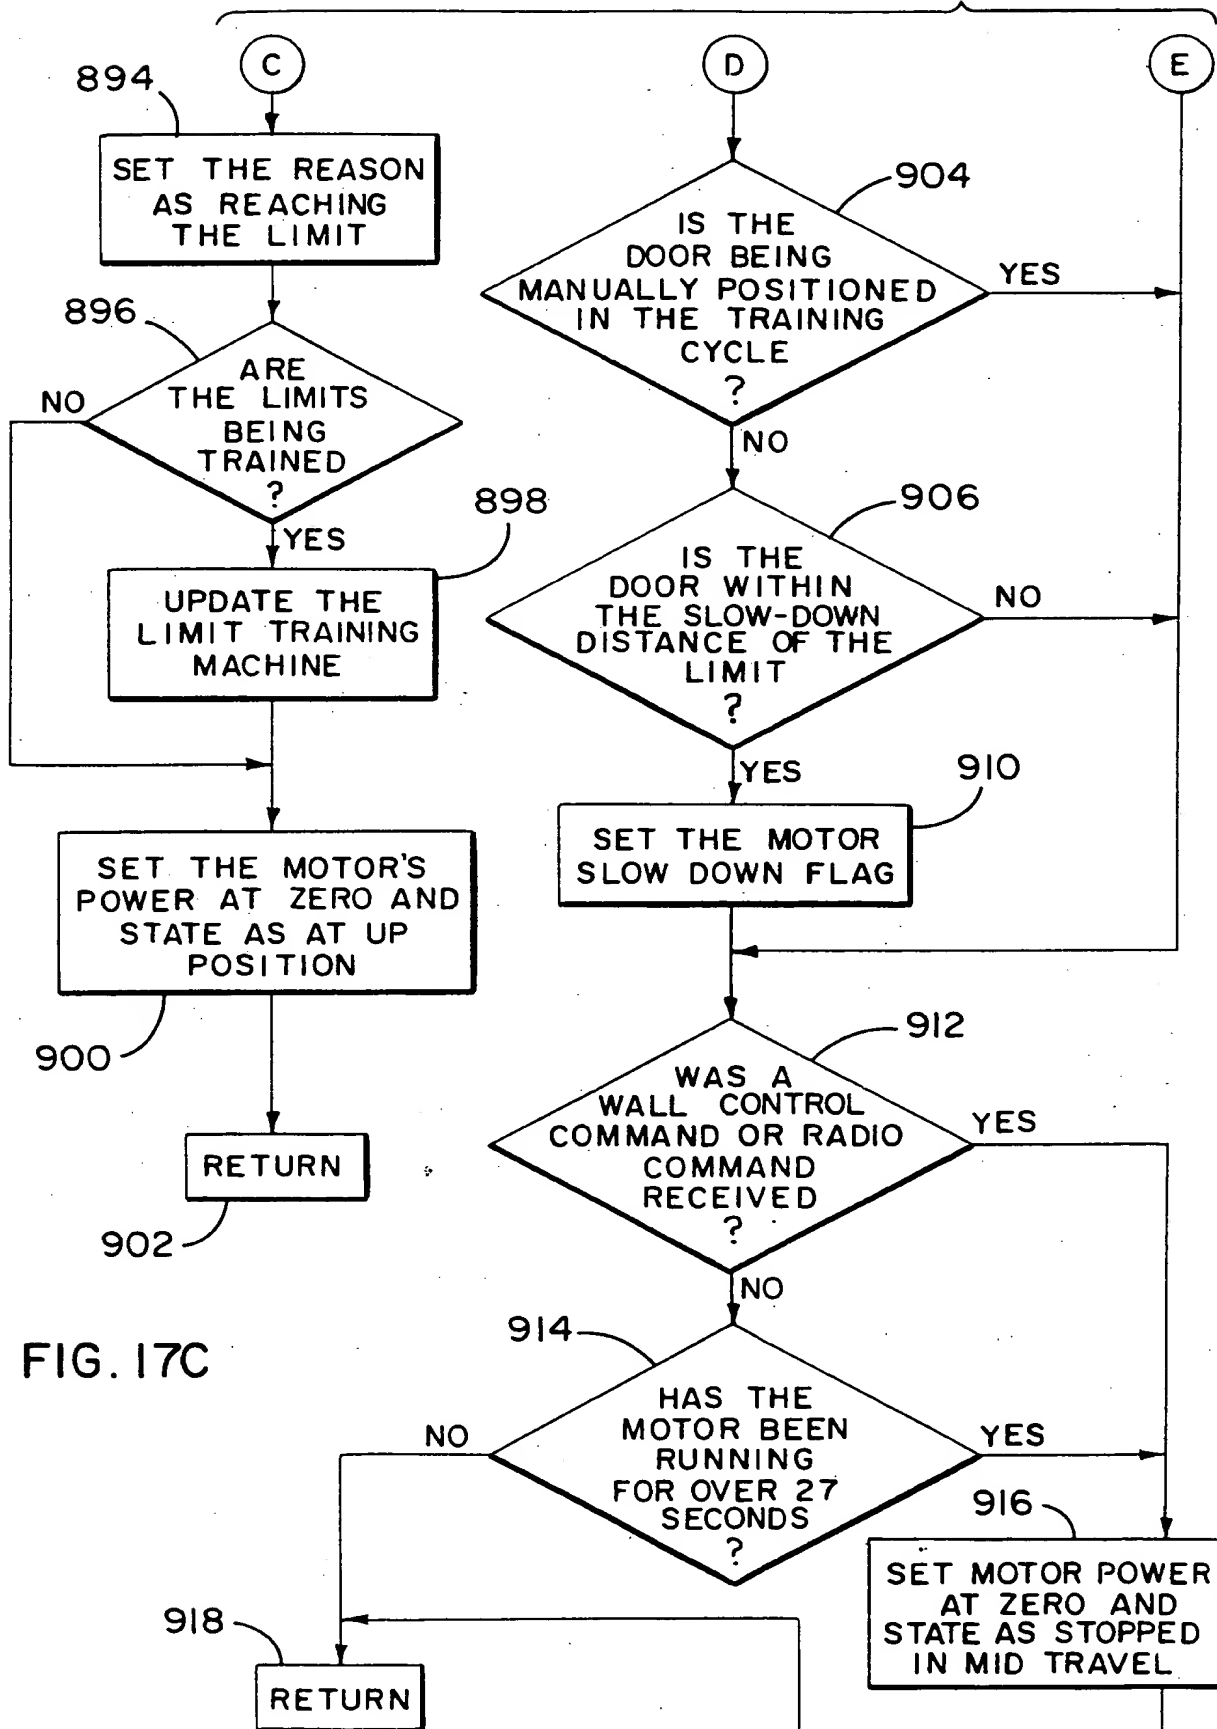 C
D
E
894
SET THE REASON
AS REACHING
THE LIMIT
896
ARE
THE LIMITS
BEING
TRAINED
?
NO
YES
898
UPDATE THE
LIMIT TRAINING
MACHINE
SET THE MOTOR'S
POWER AT ZERO AND
STATE AS AT UP
POSITION
900
RETURN
902
904
IS THE
DOOR BEING
MANUALLY POSITIONED
IN THE TRAINING
CYCLE
?
YES
NO
906
IS THE
DOOR WITHIN
THE SLOW-DOWN
DISTANCE OF THE
LIMIT
?
NO
YES
910
SET THE MOTOR
SLOW DOWN FLAG
912
WAS A
WALL CONTROL
COMMAND OR RADIO
COMMAND
RECEIVED
?
YES
NO
914
HAS THE
MOTOR BEEN
RUNNING
FOR OVER 27
SECONDS
?
NO
YES
916
SET MOTOR POWER
AT ZERO AND
STATE AS STOPPED
IN MID TRAVEL
918
RETURN
FIG. 17C